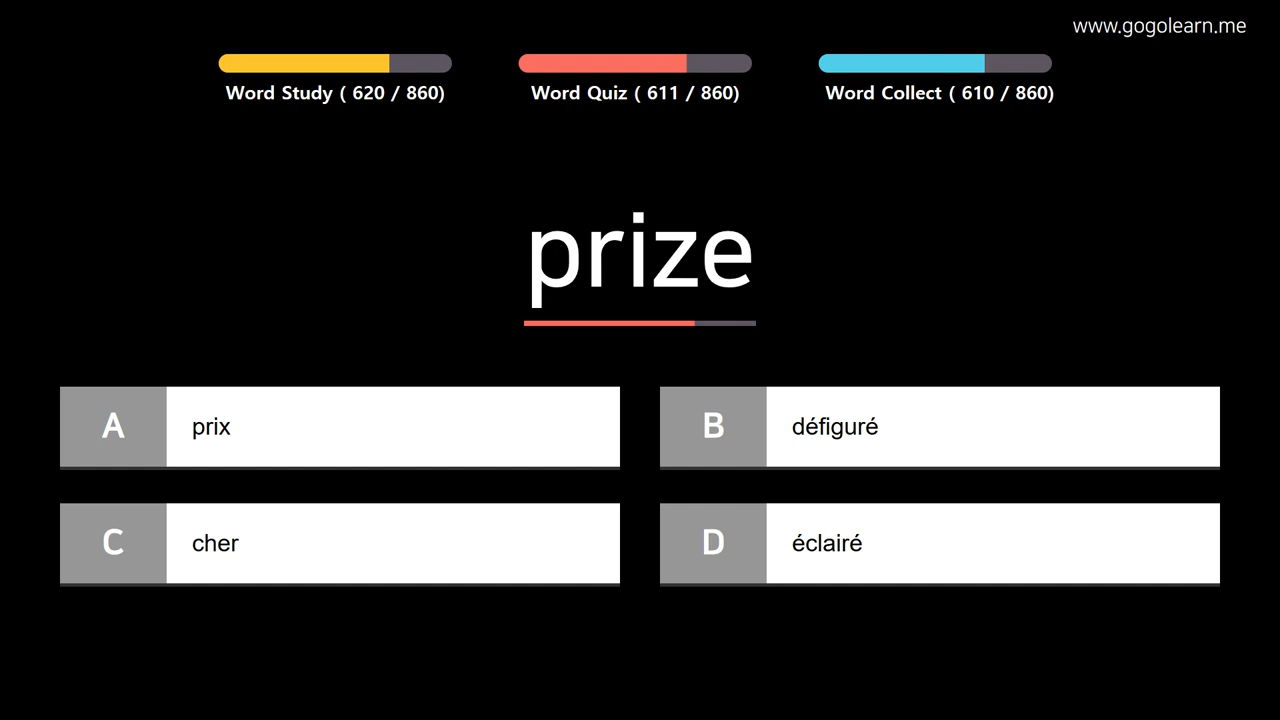 www.gogolearn.me
Word Study ( 620 / 860)
Word Quiz ( 611 / 860)
Word Collect ( 610 / 860)
prize
A prix
B défiguré
C cher
D éclairé